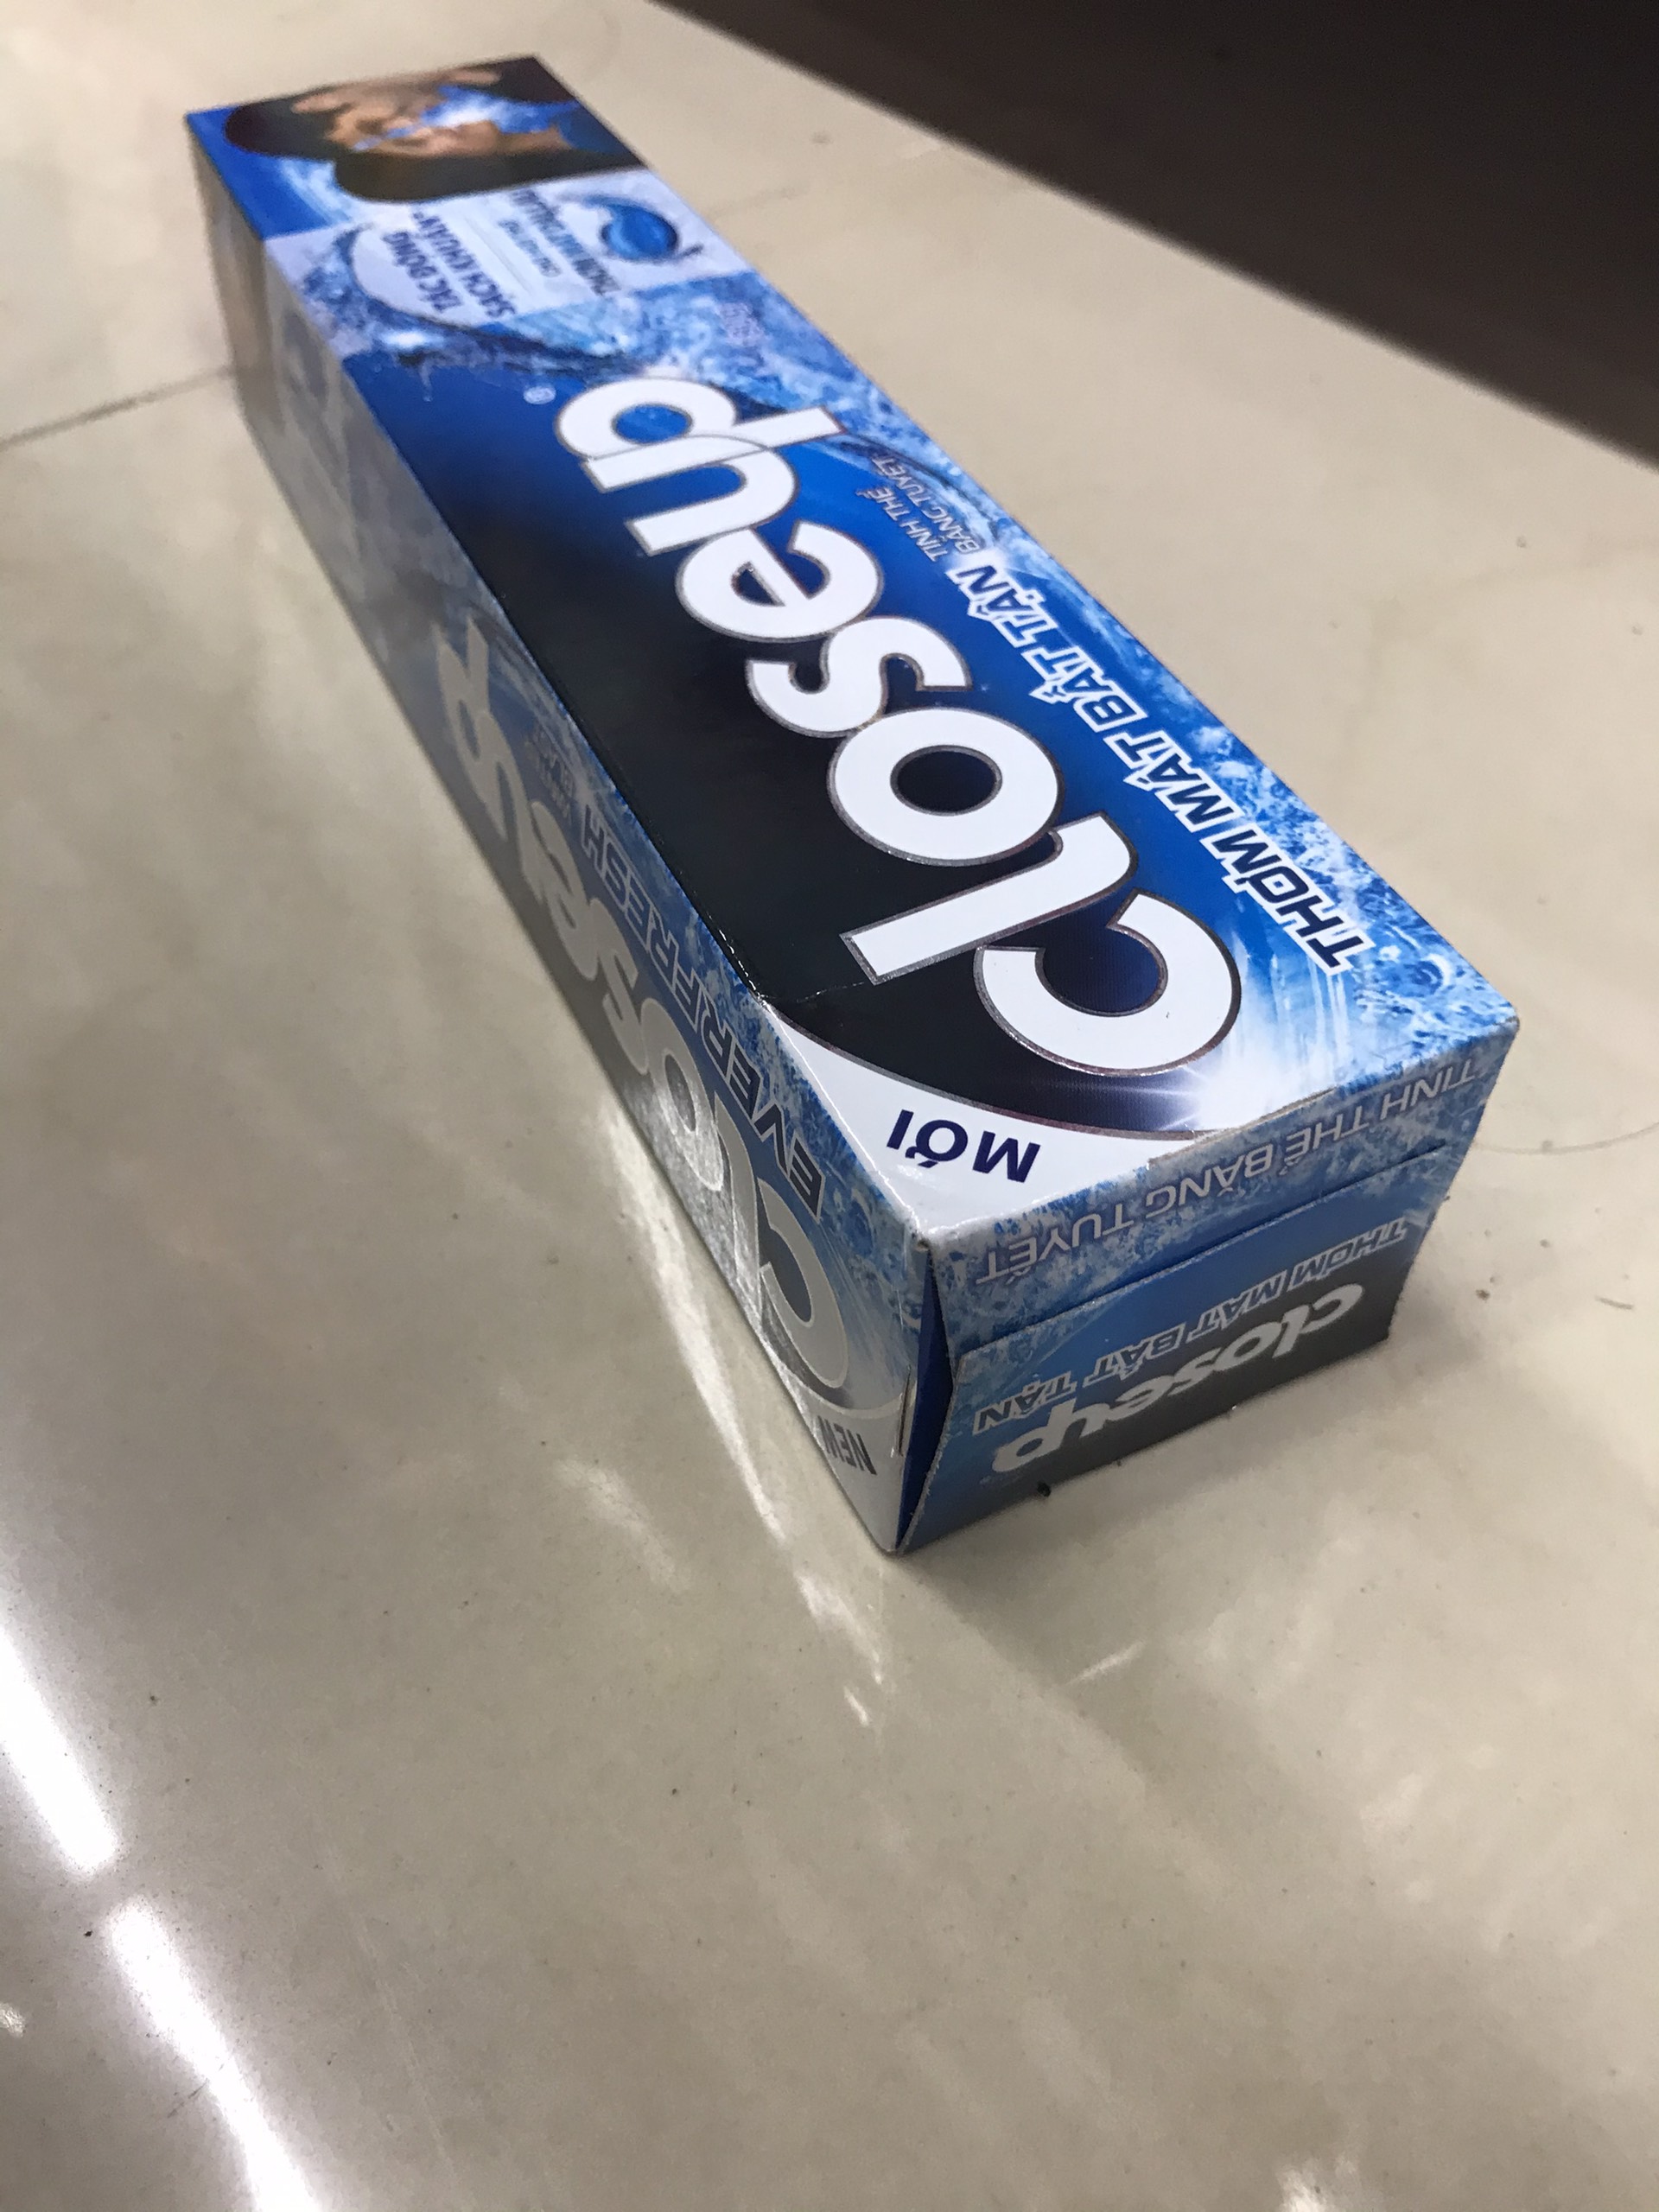 MỚI
closeup®
THƠM MÁT BẤT TẬN
TINH THỂ
BĂNG TUYẾT
TÁC ĐỘNG
SẠCH KHUẨN*
NEW
closeup
EVERFRESH
TINH THỂ BĂNG TUYẾT
THƠM MÁT BẤT TẬN
closeup